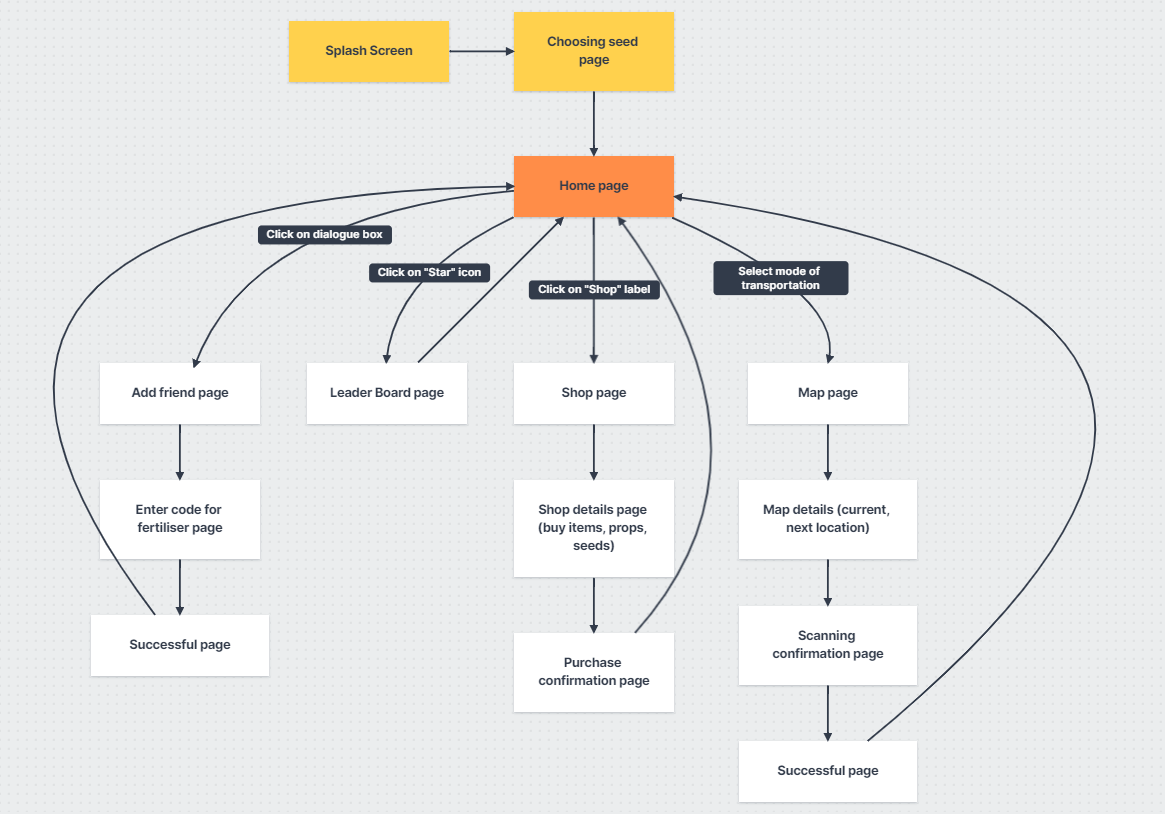 Splash Screen
Choosing seed
page
Home page
Click on dialogue box
Click on "Star" icon
Click on "Shop" label
Select mode of
transportation
Add friend page
Leader Board page
Shop page
Map page
Enter code for
fertiliser page
Shop details page
(buy items, props,
seeds)
Map details (current,
next location)
Successful page
Purchase
confirmation page
Scanning
confirmation page
Successful page